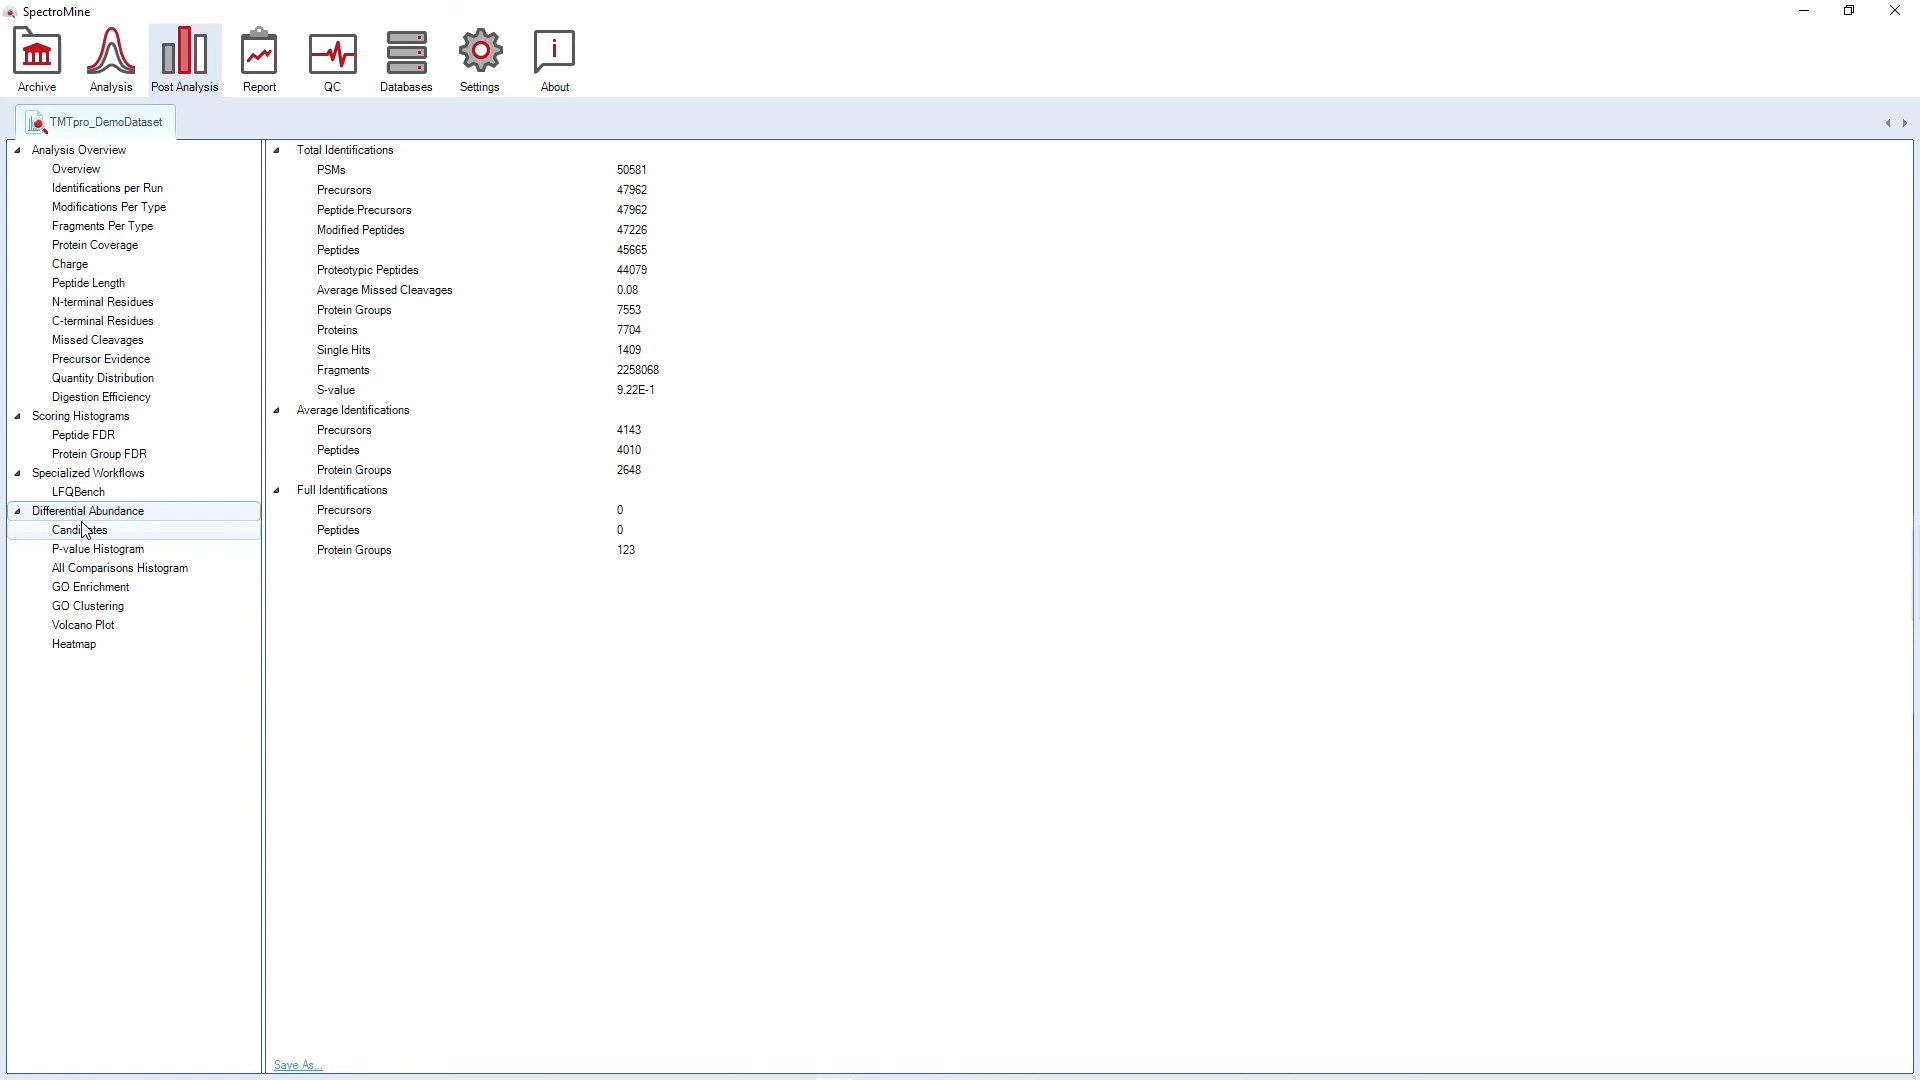 SpectroMine
Archive Analysis Post Analysis Report QC Databases Settings About
TMTpro_DemoDataset
Analysis Overview
Overview
Identifications per Run
Modifications Per Type
Fragments Per Type
Protein Coverage
Charge
Peptide Length
N-terminal Residues
C-terminal Residues
Missed Cleavages
Precursor Evidence
Quantity Distribution
Digestion Efficiency
Scoring Histograms
Peptide FDR
Protein Group FDR
Specialized Workflows
LFQBench
Differential Abundance
Candidates
P-value Histogram
All Comparisons Histogram
GO Enrichment
GO Clustering
Volcano Plot
Heatmap
Total Identifications
PSMs 50581
Precursors 47962
Peptide Precursors 47962
Modified Peptides 47226
Peptides 45665
Proteotypic Peptides 44079
Average Missed Cleavages 0.08
Protein Groups 7553
Proteins 7704
Single Hits 1409
Fragments 2258068
S-value 9.22E-1
Average Identifications
Precursors 4143
Peptides 4010
Protein Groups 2648
Full Identifications
Precursors 0
Peptides 0
Protein Groups 123
Save As...